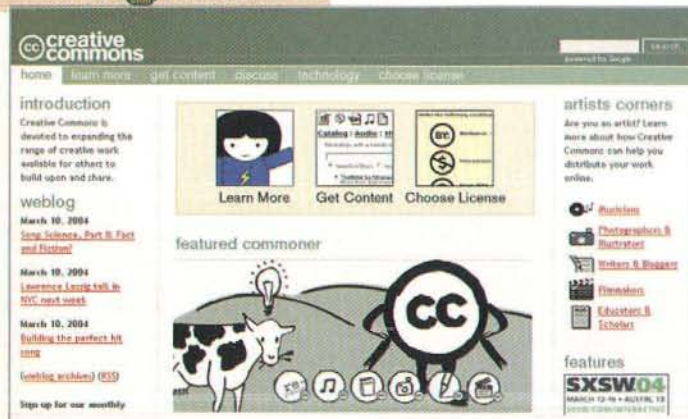 creative
commons
search
powered by Google
home learn more get content discuss technology choose license
introduction
Creative Commons is
devoted to expanding the
range of creative work
available for others to
build upon and share.
weblog
March 10, 2004
Song Science, Part II: Fact
and Fiction?
March 10, 2004
Lawrence Lessig talk in
NYC next week
March 10, 2004
Building the perfect hit
song
(weblog archives) (RSS)
Sign up for our monthly
Catalog / Audio
BY:
Learn More Get Content Choose License
featured commoner
CC
artists corners
Are you an artist? Learn
more about how Creative
Commons can help you
distribute your work
online.
Musicians
Photographers &
Illustrators
Writers & Bloggers
Filmmakers
Educators &
Scholars
features
SXSW/04
MARCH 12-16 • AUSTIN, TX